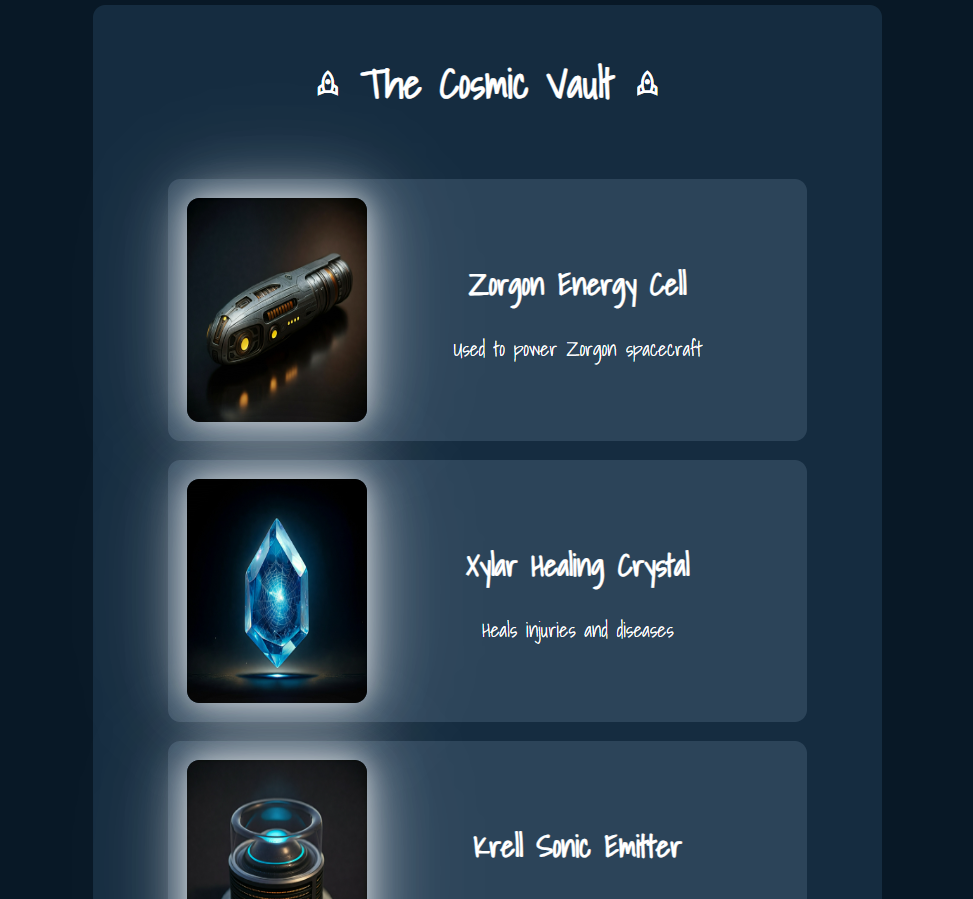 The Cosmic Vault
Zorgon Energy Cell
Used to power Zorgon spacecraft
Xylar Healing Crystal
Heals injuries and diseases
Krell Sonic Emitter